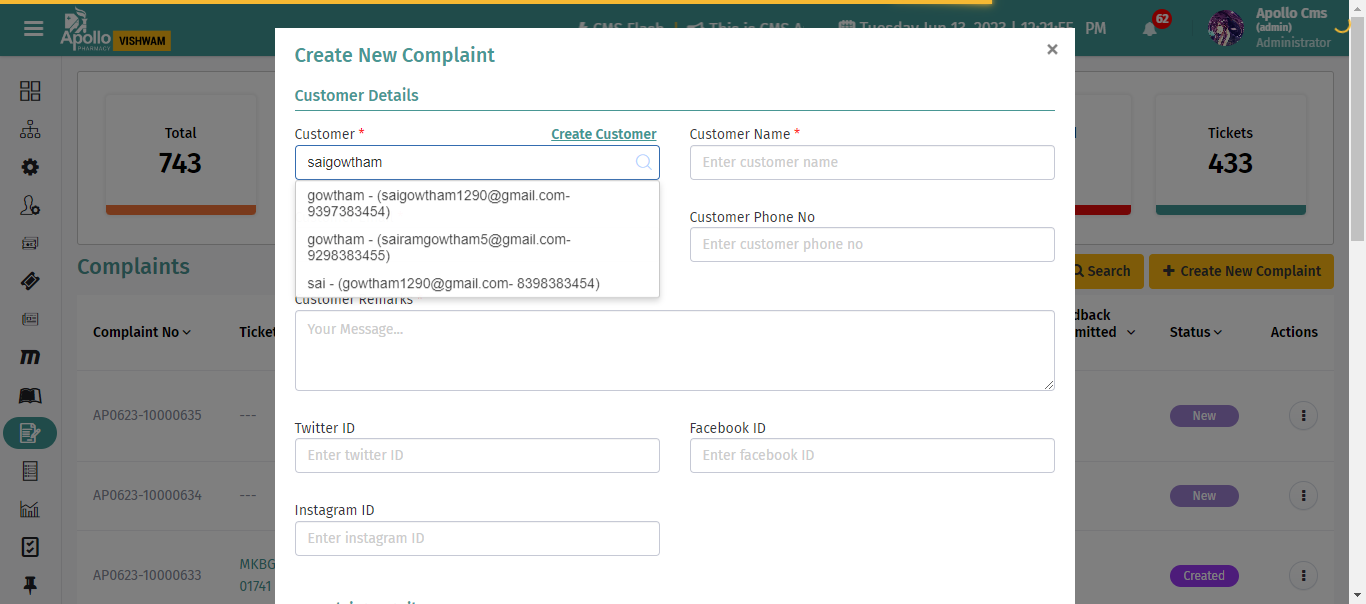 Apollo
PHARMACY
VISHWAM
CMS Flash
This is CMS A
Tuesday Jun 13, 2023 | 12:21:55 PM
62
Apollo Cms
(admin)
Administrator
Create New Complaint
×
Customer Details
Total
743
Tickets
433
Customer *
Create Customer
Customer Name *
saigowtham
Enter customer name
gowtham - (saigowtham1290@gmail.com-
9397383454)
gowtham - (sairamgowtham5@gmail.com-
9298383455)
sai - (gowtham1290@gmail.com- 8398383454)
Customer Phone No
Enter customer phone no
Complaints
Search
Create New Complaint
Customer Remarks
Your Message...
Complaint No
Ticket
dback
mitted
Status
Actions
AP0623-10000635
---
New
Twitter ID
Facebook ID
Enter twitter ID
Enter facebook ID
AP0623-10000634
---
New
Instagram ID
Enter instagram ID
AP0623-10000633
MKBG
01741
Created